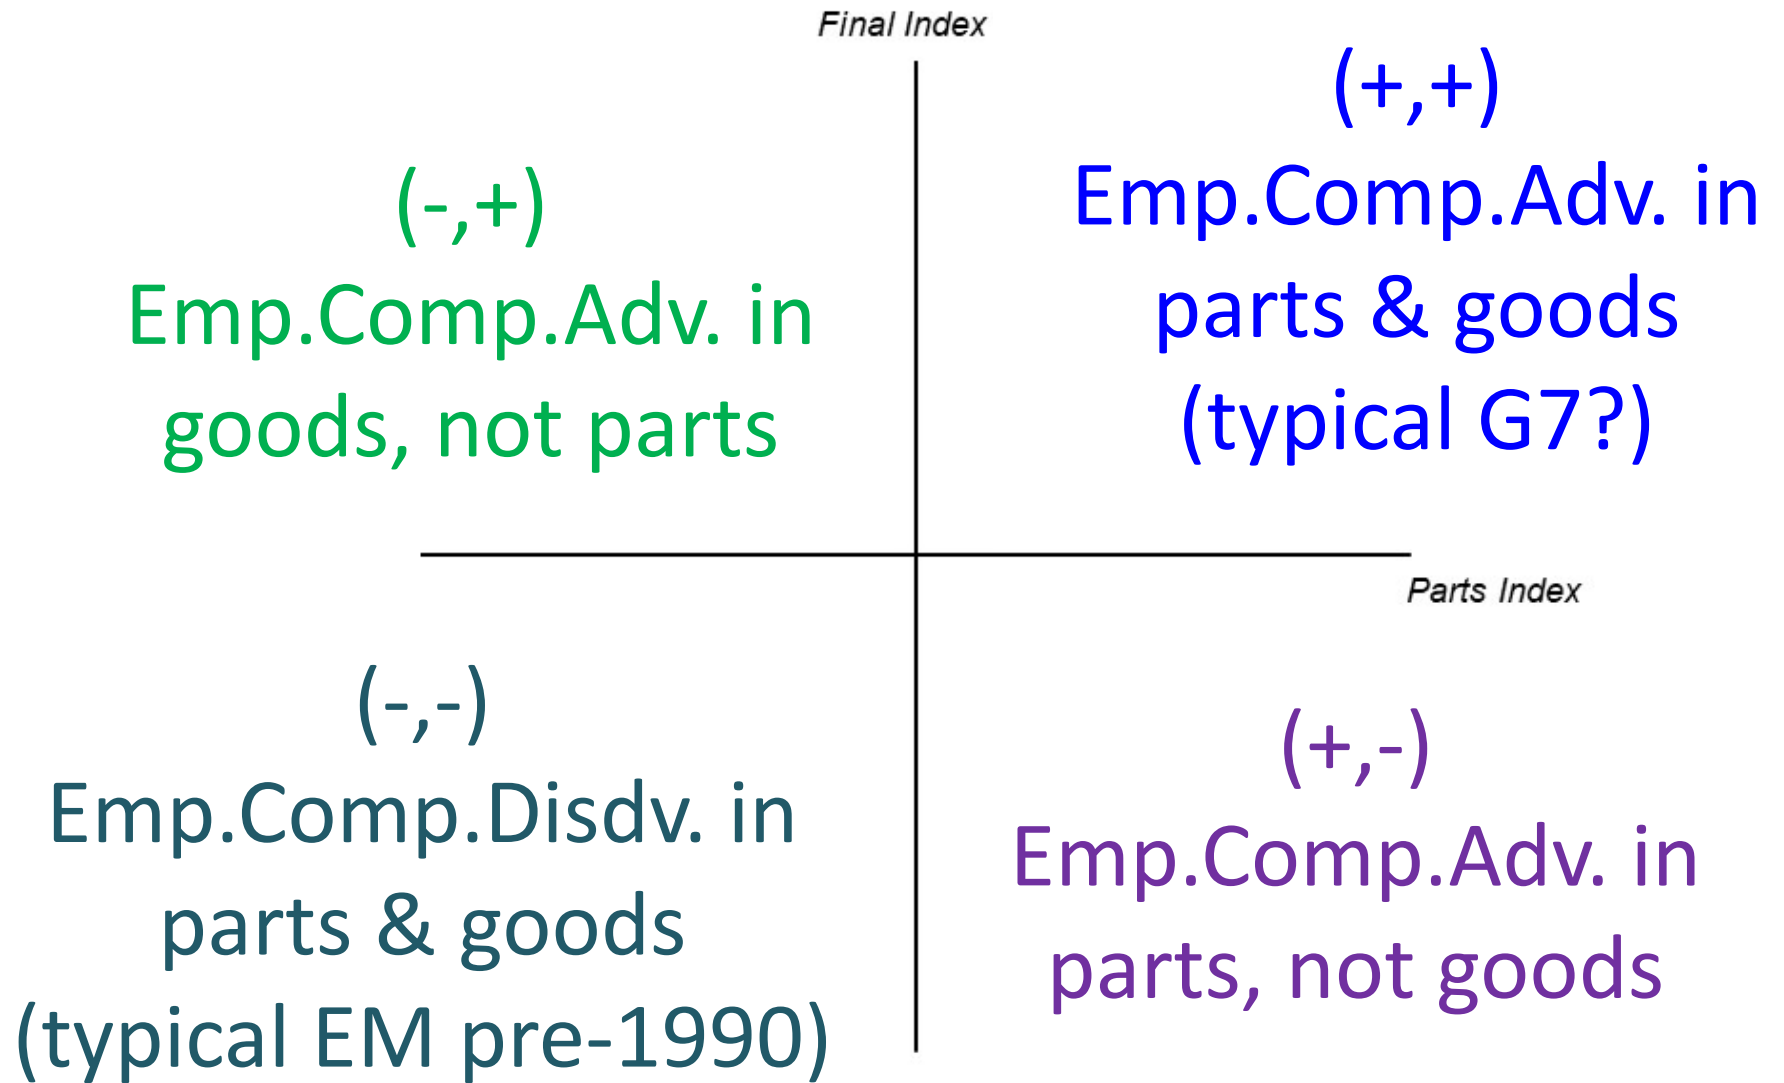 Final Index
(-,+)
Emp.Comp.Adv. in
goods, not parts
(+,+)
Emp.Comp.Adv. in
parts & goods
(typical G7?)
Parts Index
(-,-)
Emp.Comp.Disdv. in
parts & goods
(typical EM pre-1990)
(+,-)
Emp.Comp.Adv. in
parts, not goods